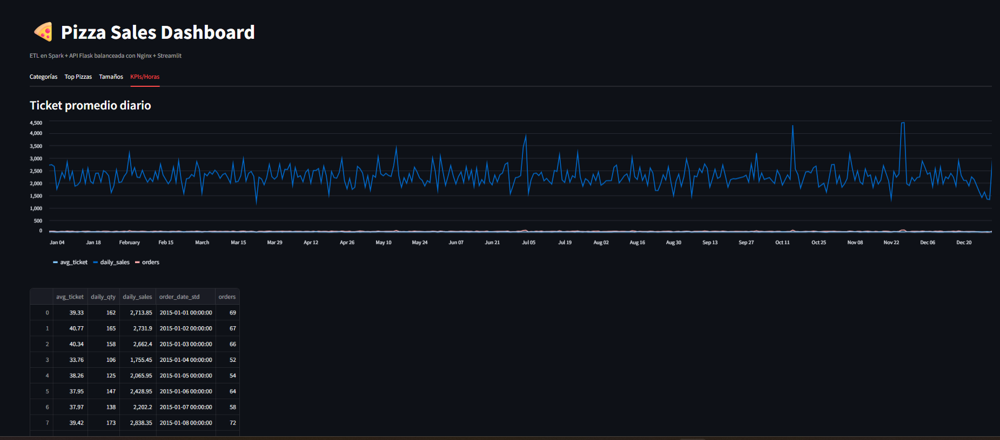 🍕 Pizza Sales Dashboard
ETL en Spark + API Flask balanceada con Nginx + Streamlit
Categorías Top Pizzas Tamaños KPIs/Horas
Ticket promedio diario
4,500
4,000
3,500
3,000
2,500
2,000
1,500
1,000
500
0
Jan 04 Jan 18 February Feb 15 March Mar 15 Mar 29 Apr 12 Apr 26 May 10 May 24 Jun 07 Jun 21 Jul 05 Jul 19 Aug 02 Aug 16 Aug 30 Sep 13 Sep 27 Oct 11 Oct 25 Nov 08 Nov 22 Dec 06 Dec 20
avg_ticket daily_sales orders
avg_ticket daily_qty daily_sales order_date_std orders
0 39.33 162 2,713.85 2015-01-01 00:00:00 69
1 40.77 165 2,731.9 2015-01-02 00:00:00 67
2 40.34 158 2,662.4 2015-01-03 00:00:00 66
3 33.76 106 1,755.45 2015-01-04 00:00:00 52
4 38.26 125 2,065.95 2015-01-05 00:00:00 54
5 37.95 147 2,428.95 2015-01-06 00:00:00 64
6 37.97 138 2,202.2 2015-01-07 00:00:00 58
7 39.42 173 2,838.35 2015-01-08 00:00:00 72